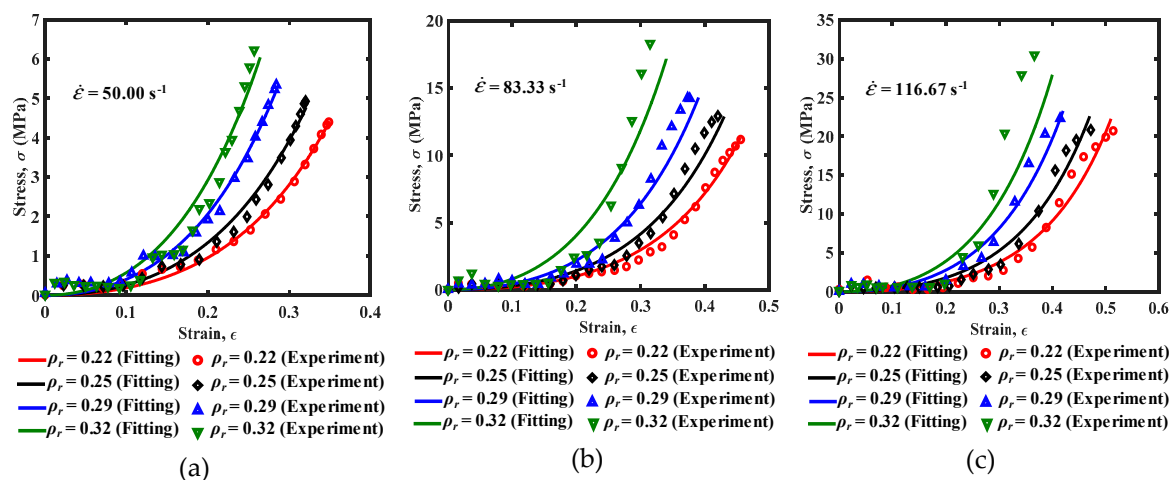 7
6
5
4
3
2
1
0
0
0.1
0.2
0.3
0.4
Stress, σ (MPa)
Strain, ϵ
ε̇ = 50.00 s⁻¹
ρr = 0.22 (Fitting) ρr = 0.22 (Experiment)
ρr = 0.25 (Fitting) ρr = 0.25 (Experiment)
ρr = 0.29 (Fitting) ρr = 0.29 (Experiment)
ρr = 0.32 (Fitting) ρr = 0.32 (Experiment)
(a)
20
15
10
5
0
0.1
0.2
0.3
0.4
0.5
Stress, σ (MPa)
Strain, ϵ
ε̇ = 83.33 s⁻¹
ρr = 0.22 (Fitting) ρr = 0.22 (Experiment)
ρr = 0.25 (Fitting) ρr = 0.25 (Experiment)
ρr = 0.29 (Fitting) ρr = 0.29 (Experiment)
ρr = 0.32 (Fitting) ρr = 0.32 (Experiment)
(b)
35
30
25
20
15
10
5
0
0
0.1
0.2
0.3
0.4
0.5
0.6
Stress, σ (MPa)
Strain, ϵ
ε̇ = 116.67 s⁻¹
ρr = 0.22 (Fitting) ρr = 0.22 (Experiment)
ρr = 0.25 (Fitting) ρr = 0.25 (Experiment)
ρr = 0.29 (Fitting) ρr = 0.29 (Experiment)
ρr = 0.32 (Fitting) ρr = 0.32 (Experiment)
(c)